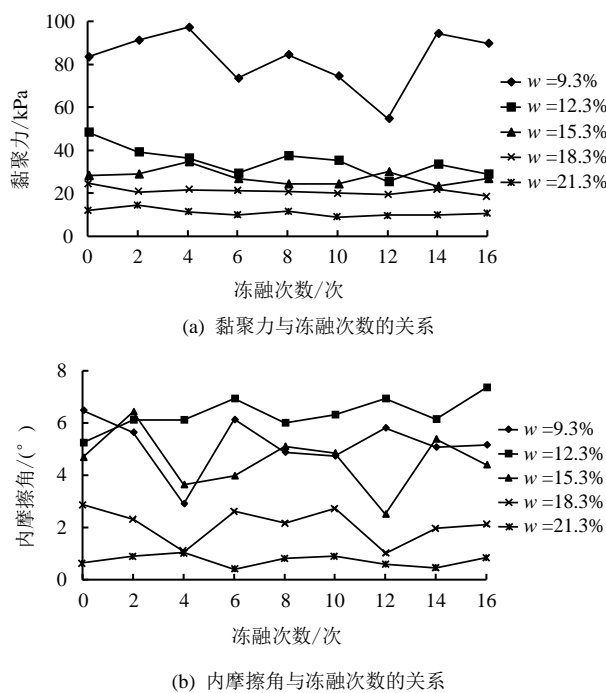 100
80
60
40
20
0
黏聚力/kPa
0 2 4 6 8 10 12 14 16
冻融次数/次
w =9.3%
w =12.3%
w =15.3%
w =18.3%
w =21.3%
(a) 黏聚力与冻融次数的关系
8
6
4
2
0
内摩擦角/(°)
0 2 4 6 8 10 12 14 16
冻融次数/次
w =9.3%
w =12.3%
w =15.3%
w =18.3%
w =21.3%
(b) 内摩擦角与冻融次数的关系